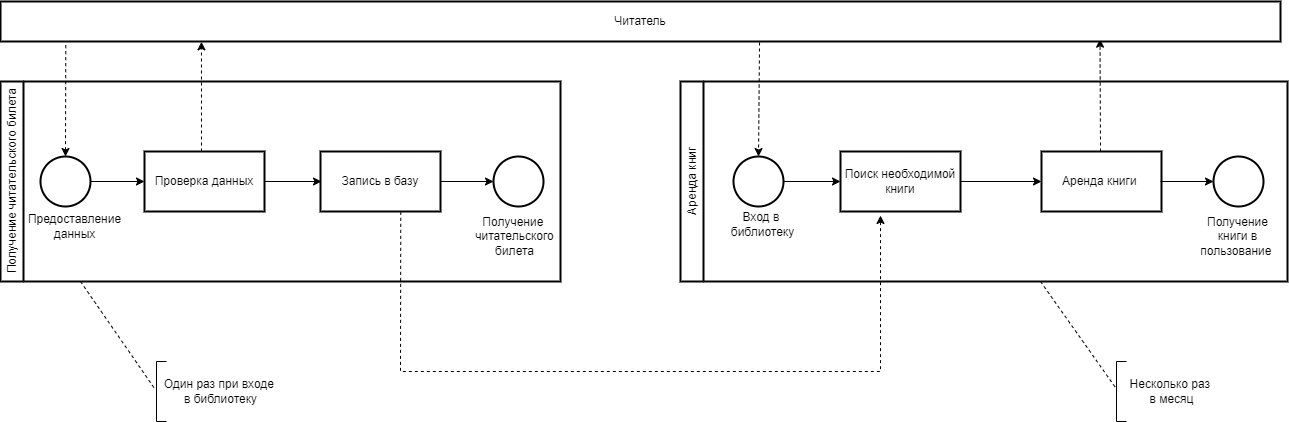 Читатель
Получение читательского билета
Предоставление
данных
Проверка данных
Запись в базу
Получение
читательского
билета
Аренда книг
Вход в
библиотеку
Поиск необходимой
книги
Аренда книги
Получение
книги в
пользование
Один раз при входе
в библиотеку
Несколько раз
в месяц